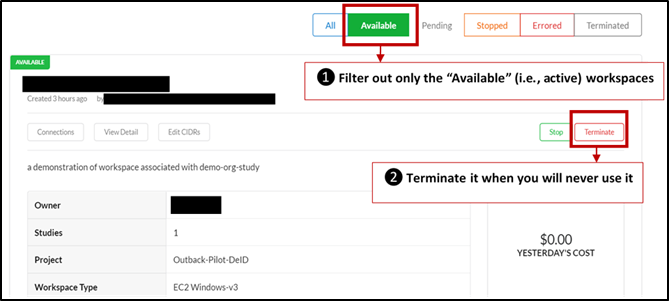 All Available Pending Stopped Errored Terminated
AVAILABLE
❶ Filter out only the “Available” (i.e., active) workspaces
Created 3 hours ago by
Connections View Detail Edit CIDRs Stop Terminate
a demonstration of workspace associated with demo-org-study
❷ Terminate it when you will never use it
Owner
Studies 1
Project Outback-Pilot-DeID
Workspace Type EC2 Windows-v3
$0.00
YESTERDAY'S COST